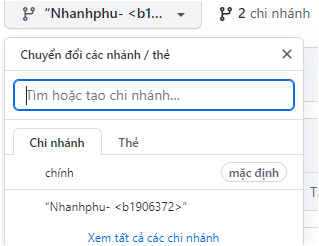 “Nhanhphu- <b1... 2 chi nhánh
Chuyển đổi các nhánh / thẻ
Tìm hoặc tạo chi nhánh...
Chi nhánh Thẻ
chính mặc định
“Nhanhphu- <b1906372>“
Xem tất cả các chi nhánh